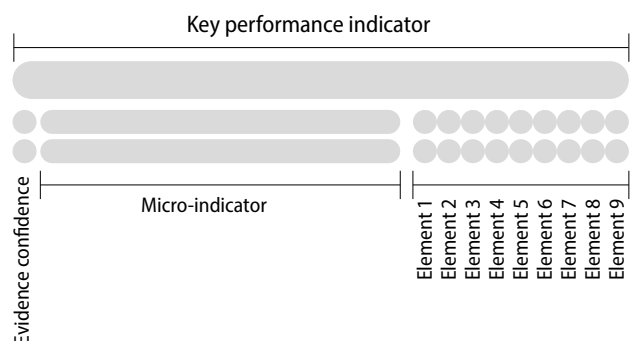 Key performance indicator
Micro-indicator
Evidence confidence
Element 1
Element 2
Element 3
Element 4
Element 5
Element 6
Element 7
Element 8
Element 9